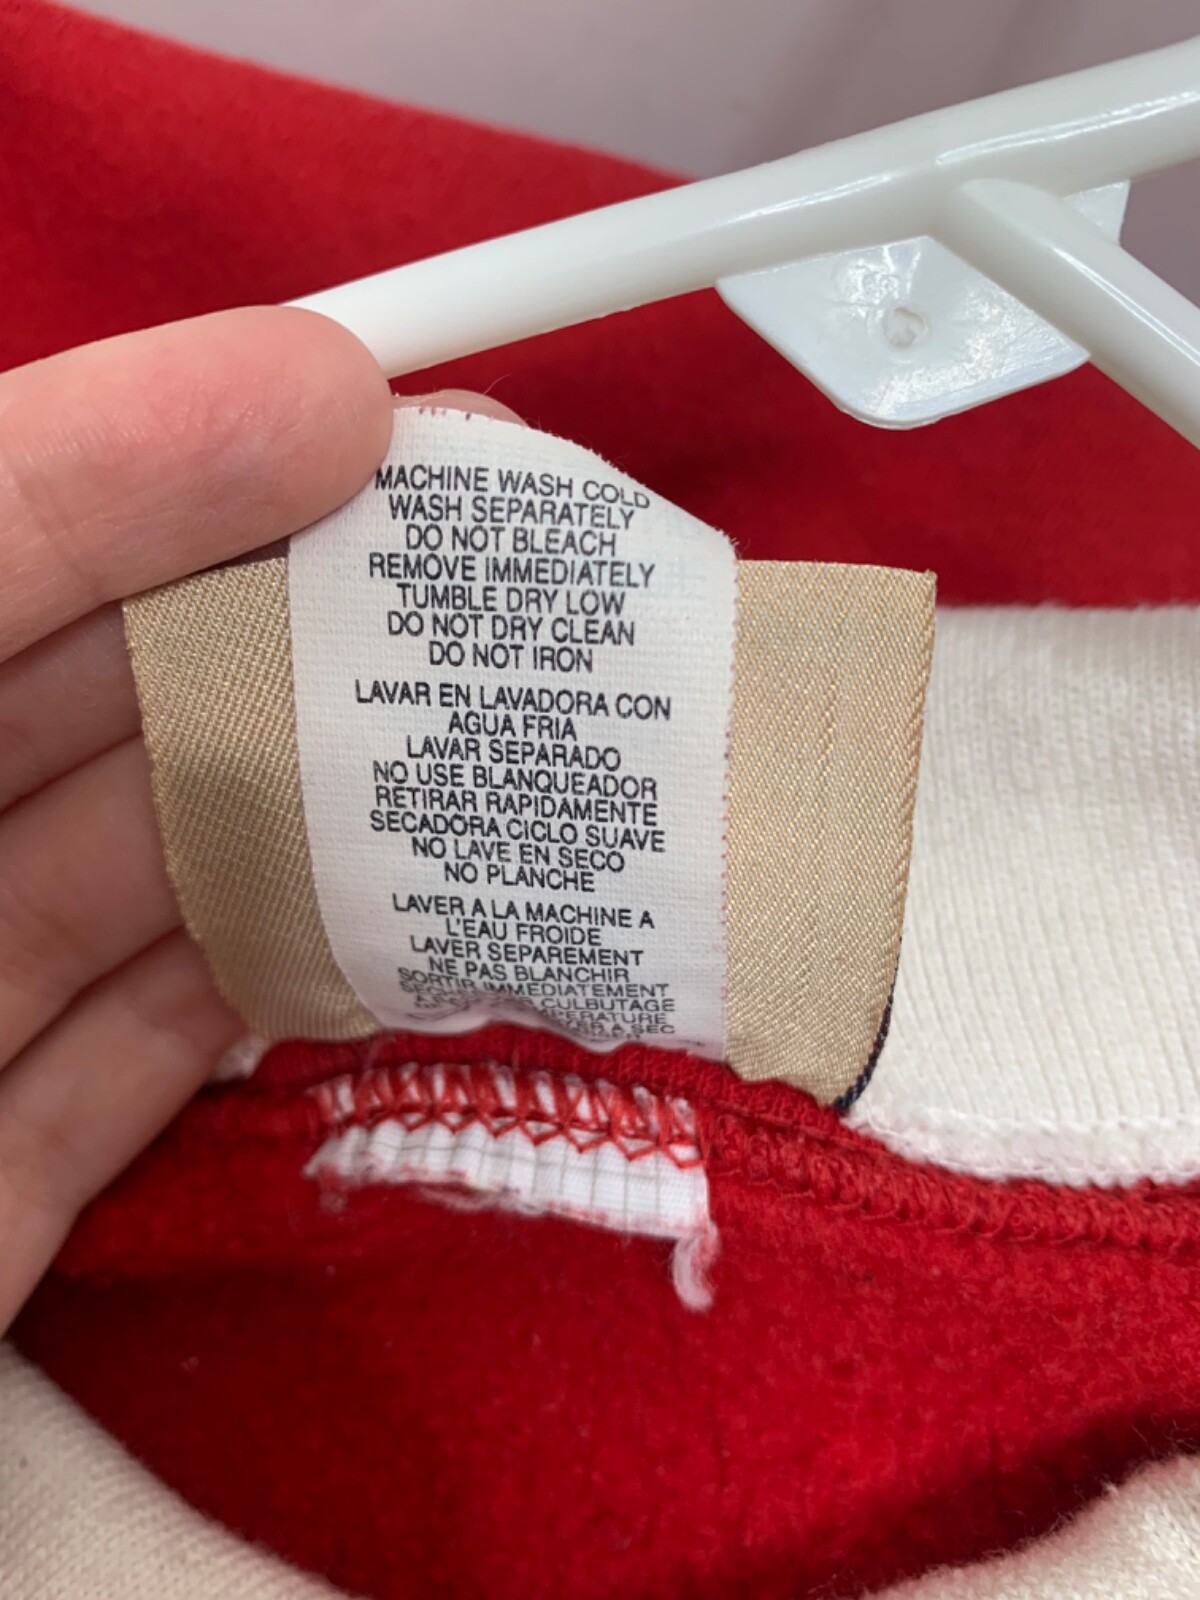 MACHINE WASH COLD
WASH SEPARATELY
DO NOT BLEACH
REMOVE IMMEDIATELY
TUMBLE DRY LOW
DO NOT DRY CLEAN
DO NOT IRON
LAVAR EN LAVADORA CON
AGUA FRIA
LAVAR SEPARADO
NO USE BLANQUEADOR
RETIRAR RAPIDAMENTE
SECADORA CICLO SUAVE
NO LAVE EN SECO
NO PLANCHE
LAVER A LA MACHINE A
L'EAU FROIDE
LAVER SEPAREMENT
NE PAS BLANCHIR
SORTIR IMMEDIATEMENT
CULBUTAGE
A SEC